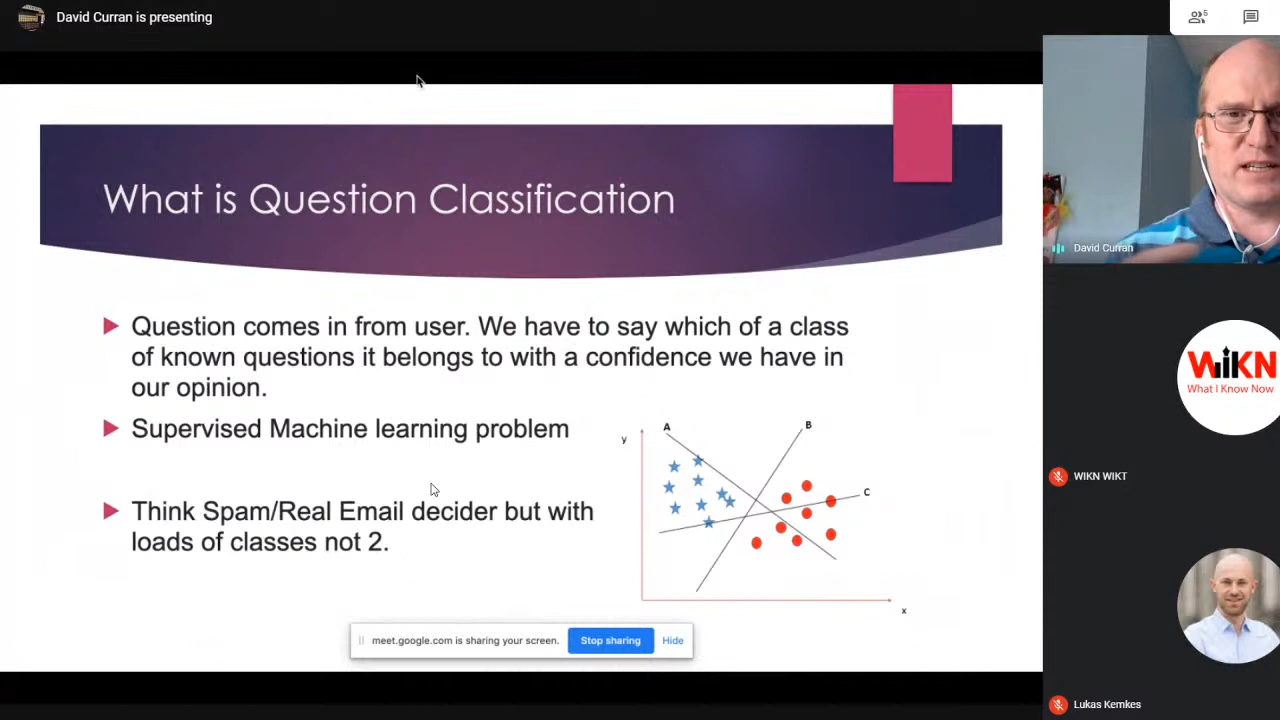 David Curran is presenting
5
What is Question Classification
Question comes in from user. We have to say which of a class
of known questions it belongs to with a confidence we have in
our opinion.
Supervised Machine learning problem
Think Spam/Real Email decider but with
loads of classes not 2.
y
A
B
C
x
meet.google.com is sharing your screen.
Stop sharing
Hide
David Curran
WIKN
What I Know Now
WIKN WIKT
Lukas Kemkes